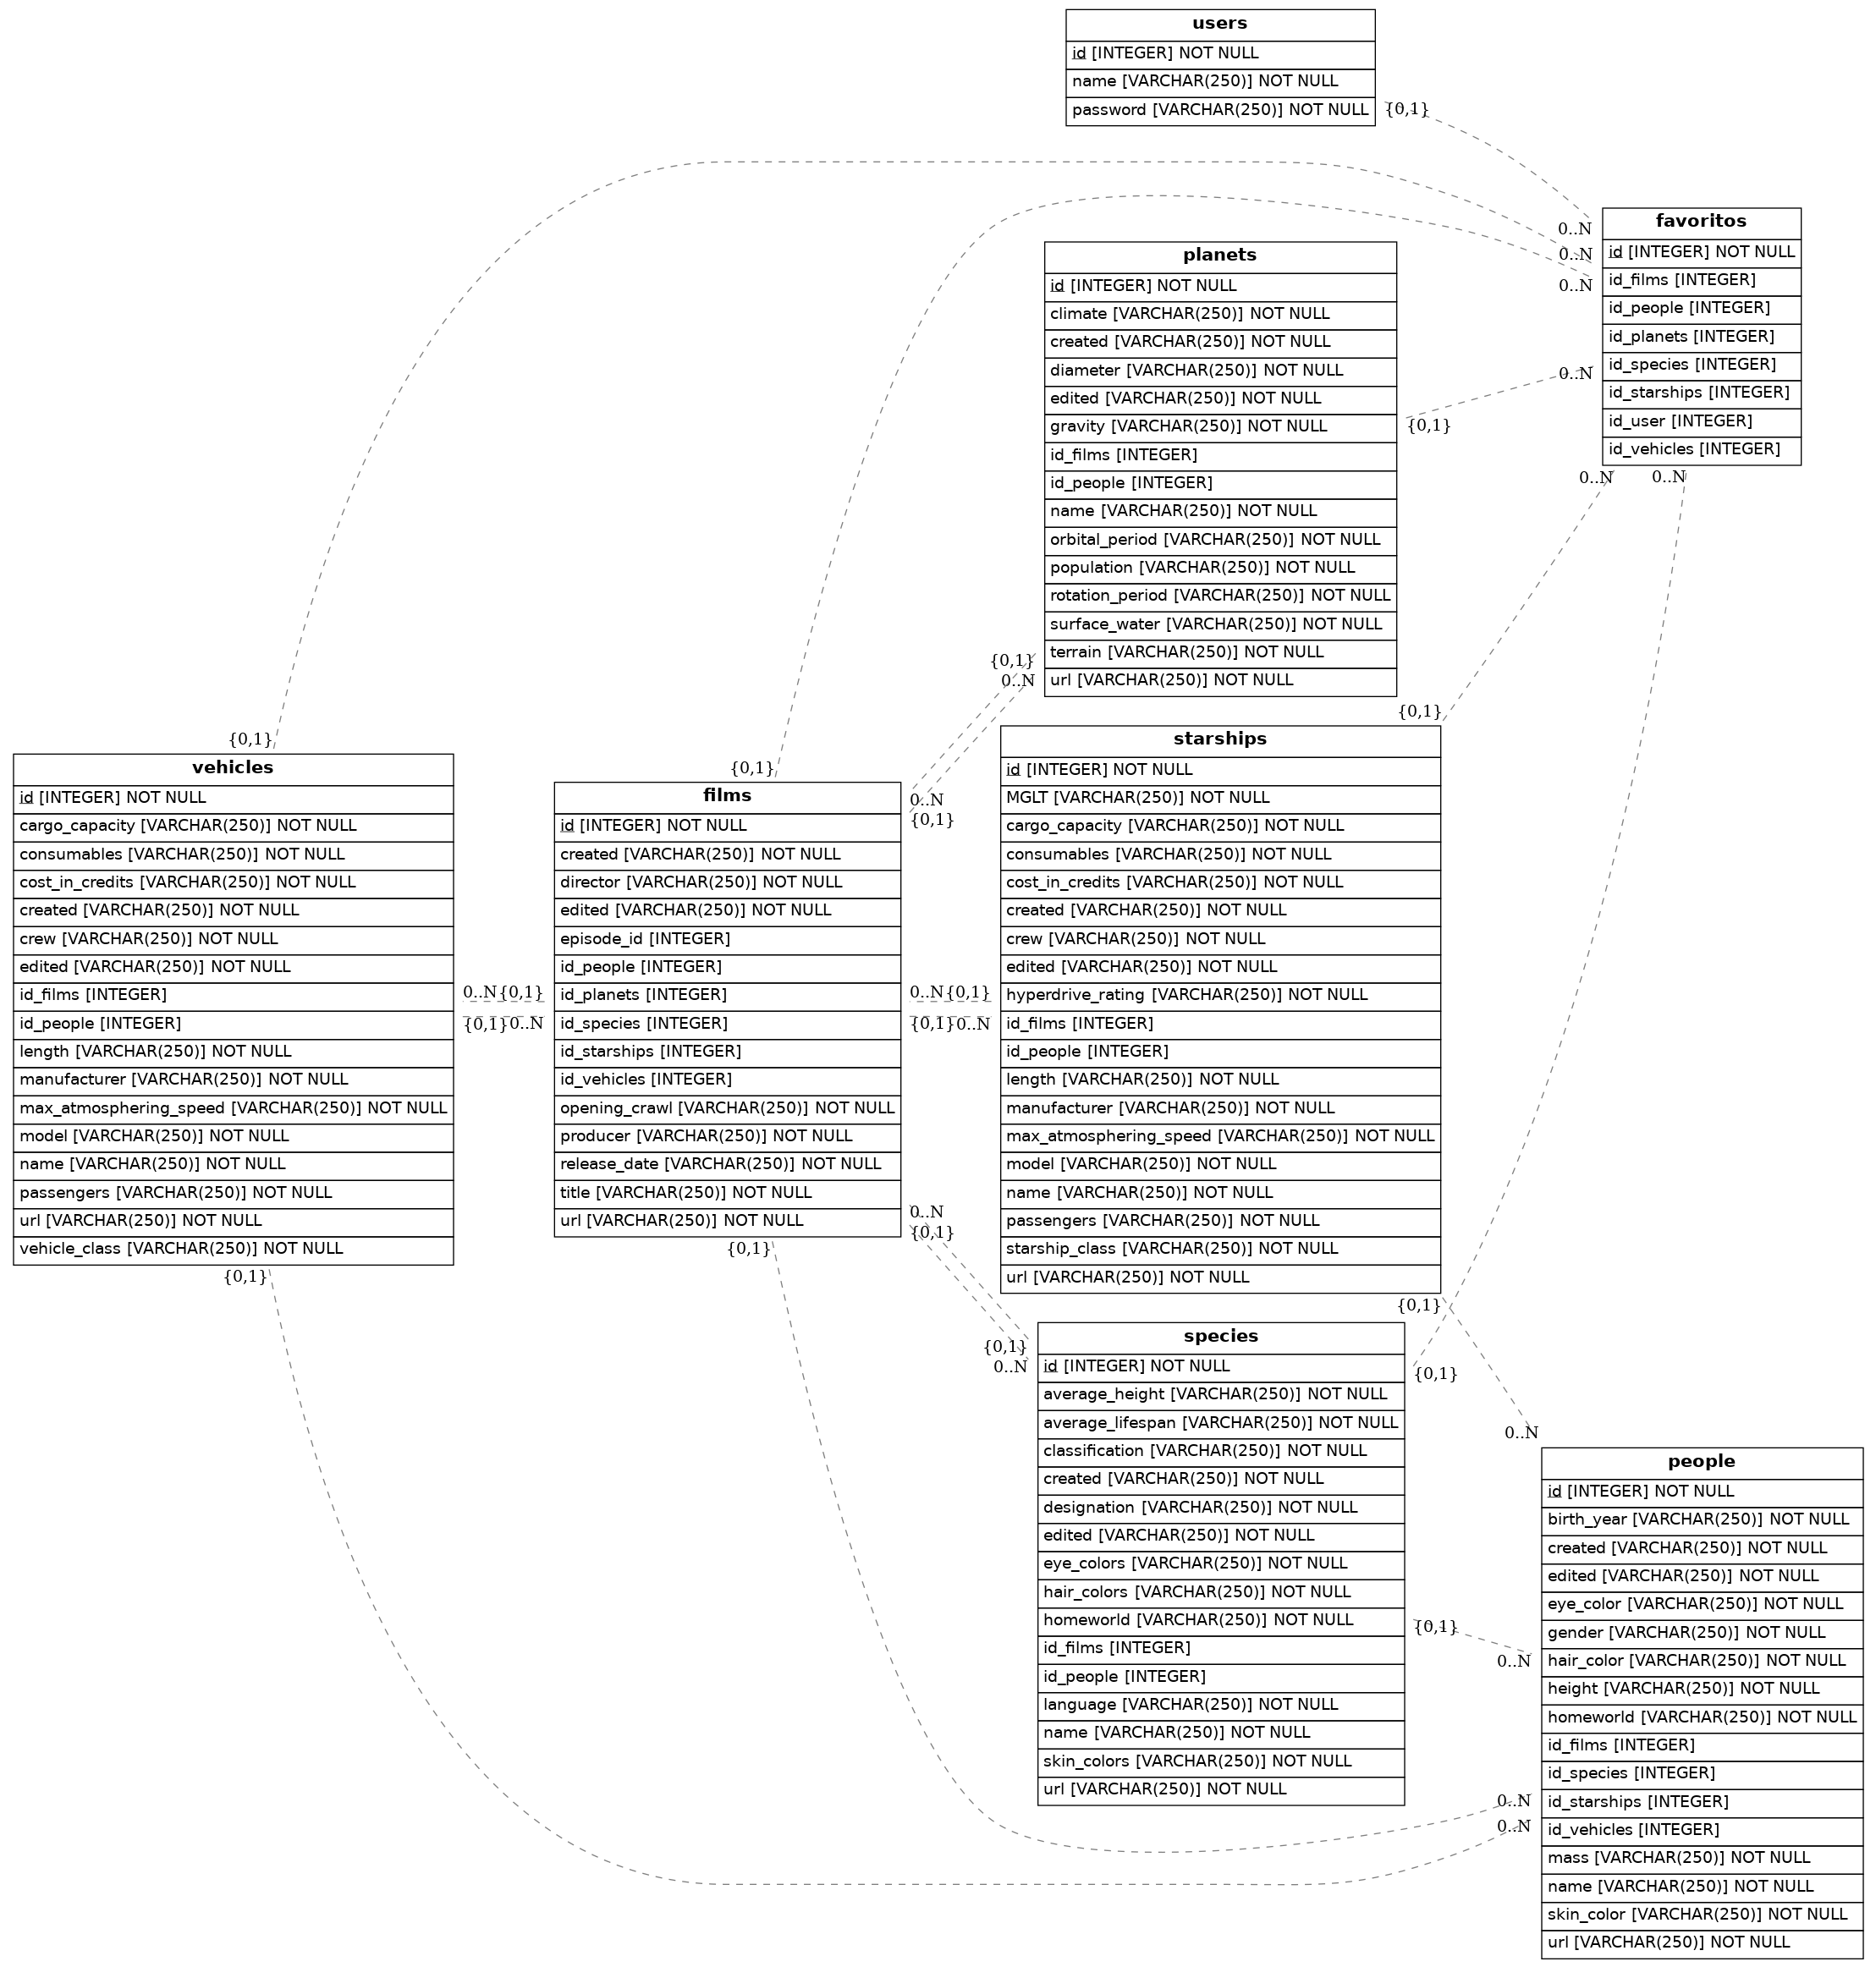 users
id [INTEGER] NOT NULL
name [VARCHAR(250)] NOT NULL
password [VARCHAR(250)] NOT NULL
{0,1}
0..N
0..N
0..N
favoritos
id [INTEGER] NOT NULL
id_films [INTEGER]
id_people [INTEGER]
id_planets [INTEGER]
id_species [INTEGER]
id_starships [INTEGER]
id_user [INTEGER]
id_vehicles [INTEGER]
0..N
0..N
0..N
planets
id [INTEGER] NOT NULL
climate [VARCHAR(250)] NOT NULL
created [VARCHAR(250)] NOT NULL
diameter [VARCHAR(250)] NOT NULL
edited [VARCHAR(250)] NOT NULL
gravity [VARCHAR(250)] NOT NULL
id_films [INTEGER]
id_people [INTEGER]
name [VARCHAR(250)] NOT NULL
orbital_period [VARCHAR(250)] NOT NULL
population [VARCHAR(250)] NOT NULL
rotation_period [VARCHAR(250)] NOT NULL
surface_water [VARCHAR(250)] NOT NULL
terrain [VARCHAR(250)] NOT NULL
url [VARCHAR(250)] NOT NULL
{0,1}
{0,1}
0..N
{0,1}
vehicles
id [INTEGER] NOT NULL
cargo_capacity [VARCHAR(250)] NOT NULL
consumables [VARCHAR(250)] NOT NULL
cost_in_credits [VARCHAR(250)] NOT NULL
created [VARCHAR(250)] NOT NULL
crew [VARCHAR(250)] NOT NULL
edited [VARCHAR(250)] NOT NULL
id_films [INTEGER]
id_people [INTEGER]
length [VARCHAR(250)] NOT NULL
manufacturer [VARCHAR(250)] NOT NULL
max_atmosphering_speed [VARCHAR(250)] NOT NULL
model [VARCHAR(250)] NOT NULL
name [VARCHAR(250)] NOT NULL
passengers [VARCHAR(250)] NOT NULL
url [VARCHAR(250)] NOT NULL
vehicle_class [VARCHAR(250)] NOT NULL
{0,1}
0..N{0,1}
{0,1}0..N
{0,1}
films
id [INTEGER] NOT NULL
created [VARCHAR(250)] NOT NULL
director [VARCHAR(250)] NOT NULL
edited [VARCHAR(250)] NOT NULL
episode_id [INTEGER]
id_people [INTEGER]
id_planets [INTEGER]
id_species [INTEGER]
id_starships [INTEGER]
id_vehicles [INTEGER]
opening_crawl [VARCHAR(250)] NOT NULL
producer [VARCHAR(250)] NOT NULL
release_date [VARCHAR(250)] NOT NULL
title [VARCHAR(250)] NOT NULL
url [VARCHAR(250)] NOT NULL
{0,1}
0..N
{0,1}
0..N{0,1}
{0,1}0..N
0..N
{0,1}
{0,1}
starships
id [INTEGER] NOT NULL
MGLT [VARCHAR(250)] NOT NULL
cargo_capacity [VARCHAR(250)] NOT NULL
consumables [VARCHAR(250)] NOT NULL
cost_in_credits [VARCHAR(250)] NOT NULL
created [VARCHAR(250)] NOT NULL
crew [VARCHAR(250)] NOT NULL
edited [VARCHAR(250)] NOT NULL
hyperdrive_rating [VARCHAR(250)] NOT NULL
id_films [INTEGER]
id_people [INTEGER]
length [VARCHAR(250)] NOT NULL
manufacturer [VARCHAR(250)] NOT NULL
max_atmosphering_speed [VARCHAR(250)] NOT NULL
model [VARCHAR(250)] NOT NULL
name [VARCHAR(250)] NOT NULL
passengers [VARCHAR(250)] NOT NULL
starship_class [VARCHAR(250)] NOT NULL
url [VARCHAR(250)] NOT NULL
{0,1}
{0,1}
0..N
species
id [INTEGER] NOT NULL
average_height [VARCHAR(250)] NOT NULL
average_lifespan [VARCHAR(250)] NOT NULL
classification [VARCHAR(250)] NOT NULL
created [VARCHAR(250)] NOT NULL
designation [VARCHAR(250)] NOT NULL
edited [VARCHAR(250)] NOT NULL
eye_colors [VARCHAR(250)] NOT NULL
hair_colors [VARCHAR(250)] NOT NULL
homeworld [VARCHAR(250)] NOT NULL
id_films [INTEGER]
id_people [INTEGER]
language [VARCHAR(250)] NOT NULL
name [VARCHAR(250)] NOT NULL
skin_colors [VARCHAR(250)] NOT NULL
url [VARCHAR(250)] NOT NULL
{0,1}
{0,1}
0..N
0..N
0..N
0..N
people
id [INTEGER] NOT NULL
birth_year [VARCHAR(250)] NOT NULL
created [VARCHAR(250)] NOT NULL
edited [VARCHAR(250)] NOT NULL
eye_color [VARCHAR(250)] NOT NULL
gender [VARCHAR(250)] NOT NULL
hair_color [VARCHAR(250)] NOT NULL
height [VARCHAR(250)] NOT NULL
homeworld [VARCHAR(250)] NOT NULL
id_films [INTEGER]
id_species [INTEGER]
id_starships [INTEGER]
id_vehicles [INTEGER]
mass [VARCHAR(250)] NOT NULL
name [VARCHAR(250)] NOT NULL
skin_color [VARCHAR(250)] NOT NULL
url [VARCHAR(250)] NOT NULL